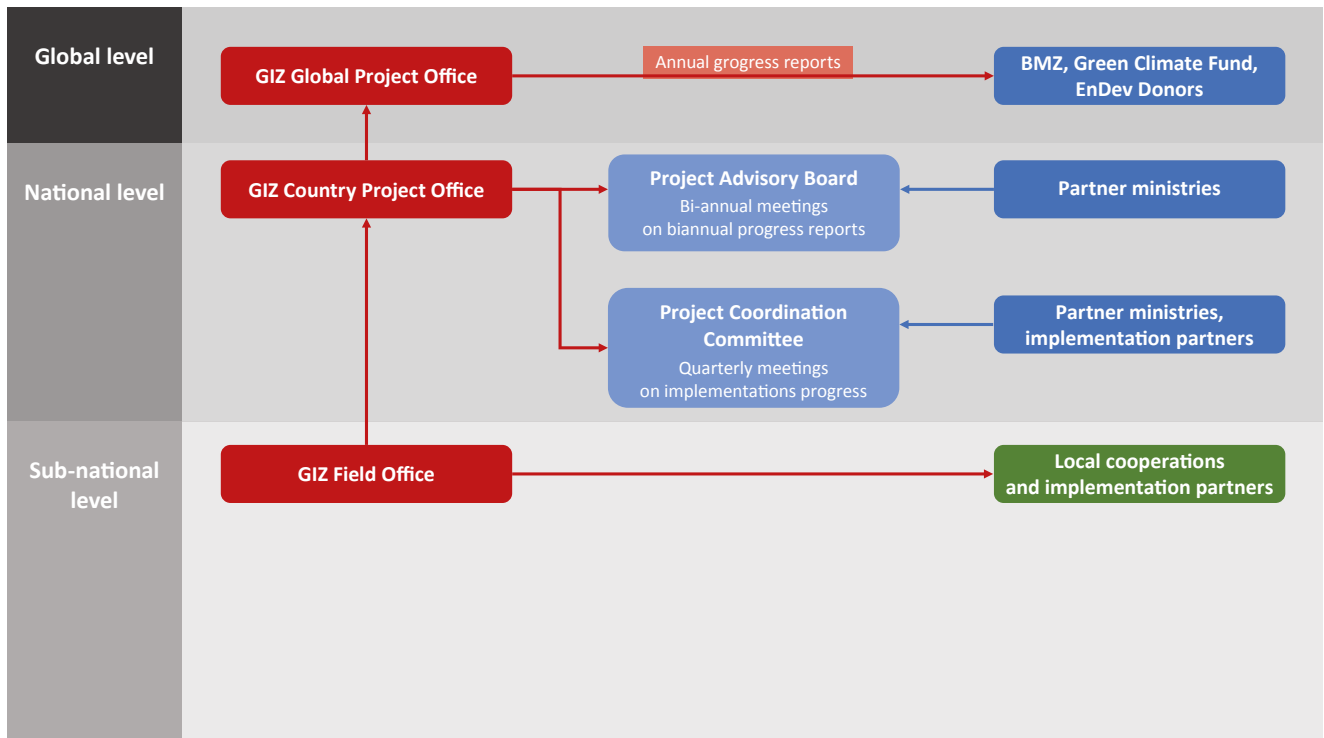 Global level
GIZ Global Project Office
Annual grogress reports
BMZ, Green Climate Fund,
EnDev Donors
National level
GIZ Country Project Office
Project Advisory Board
Bi-annual meetings
on biannual progress reports
Partner ministries
Project Coordination
Committee
Quarterly meetings
on implementations progress
Partner ministries,
implementation partners
Sub-national
level
GIZ Field Office
Local cooperations
and implementation partners